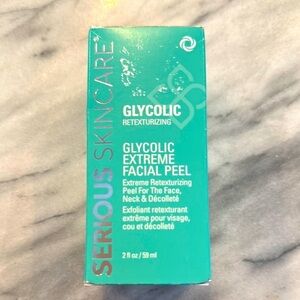 SERIOUS SKINCARE®
GLYCOLIC
RETEXTURIZING
GLYCOLIC
EXTREME
FACIAL PEEL
Extreme Retexturizing
Peel For The Face,
Neck & Décolleté
Exfoliant retexturant
extrême pour visage,
cou et décolleté
2 fl oz / 59 ml